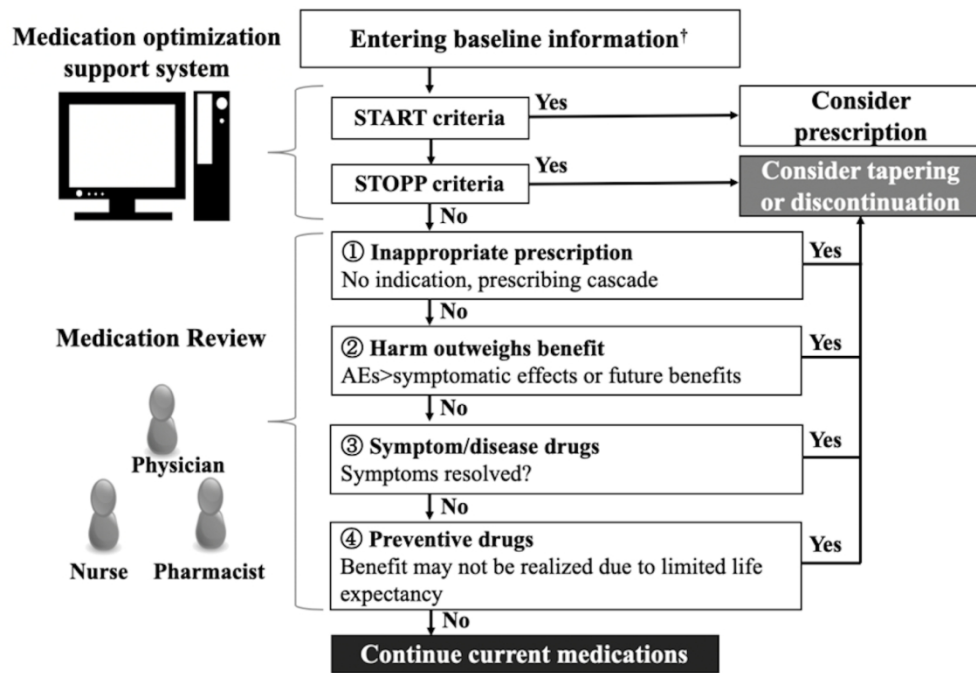 Medication optimization
support system
Entering baseline information†
START criteria
Yes
Consider
prescription
STOPP criteria
Yes
Consider tapering
or discontinuation
No
Medication Review
Physician
Nurse
Pharmacist
① Inappropriate prescription
No indication, prescribing cascade
Yes
No
② Harm outweighs benefit
AEs>symptomatic effects or future benefits
Yes
No
③ Symptom/disease drugs
Symptoms resolved?
Yes
No
④ Preventive drugs
Benefit may not be realized due to limited life
expectancy
Yes
No
Continue current medications